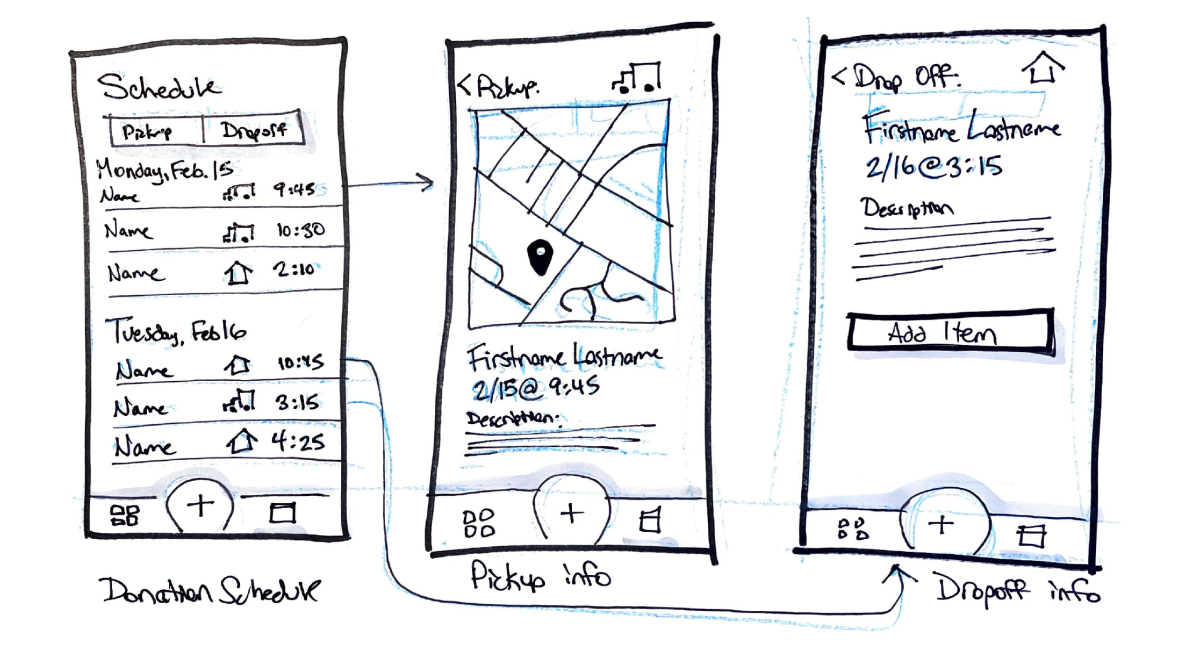 Schedule
Pickup Dropoff
Monday, Feb. 15
Name 9:45
Name 10:30
Name 2:10
Tuesday, Feb 16
Name 10:45
Name 3:15
Name 4:25
+
Donation Schedule
< Pickup.
Firstname Lastname
2/15@ 9:45
Description:
+
Pickup info
< Drop Off.
Firstname Lastname
2/16@3:15
Description
Add Item
+
Dropoff info